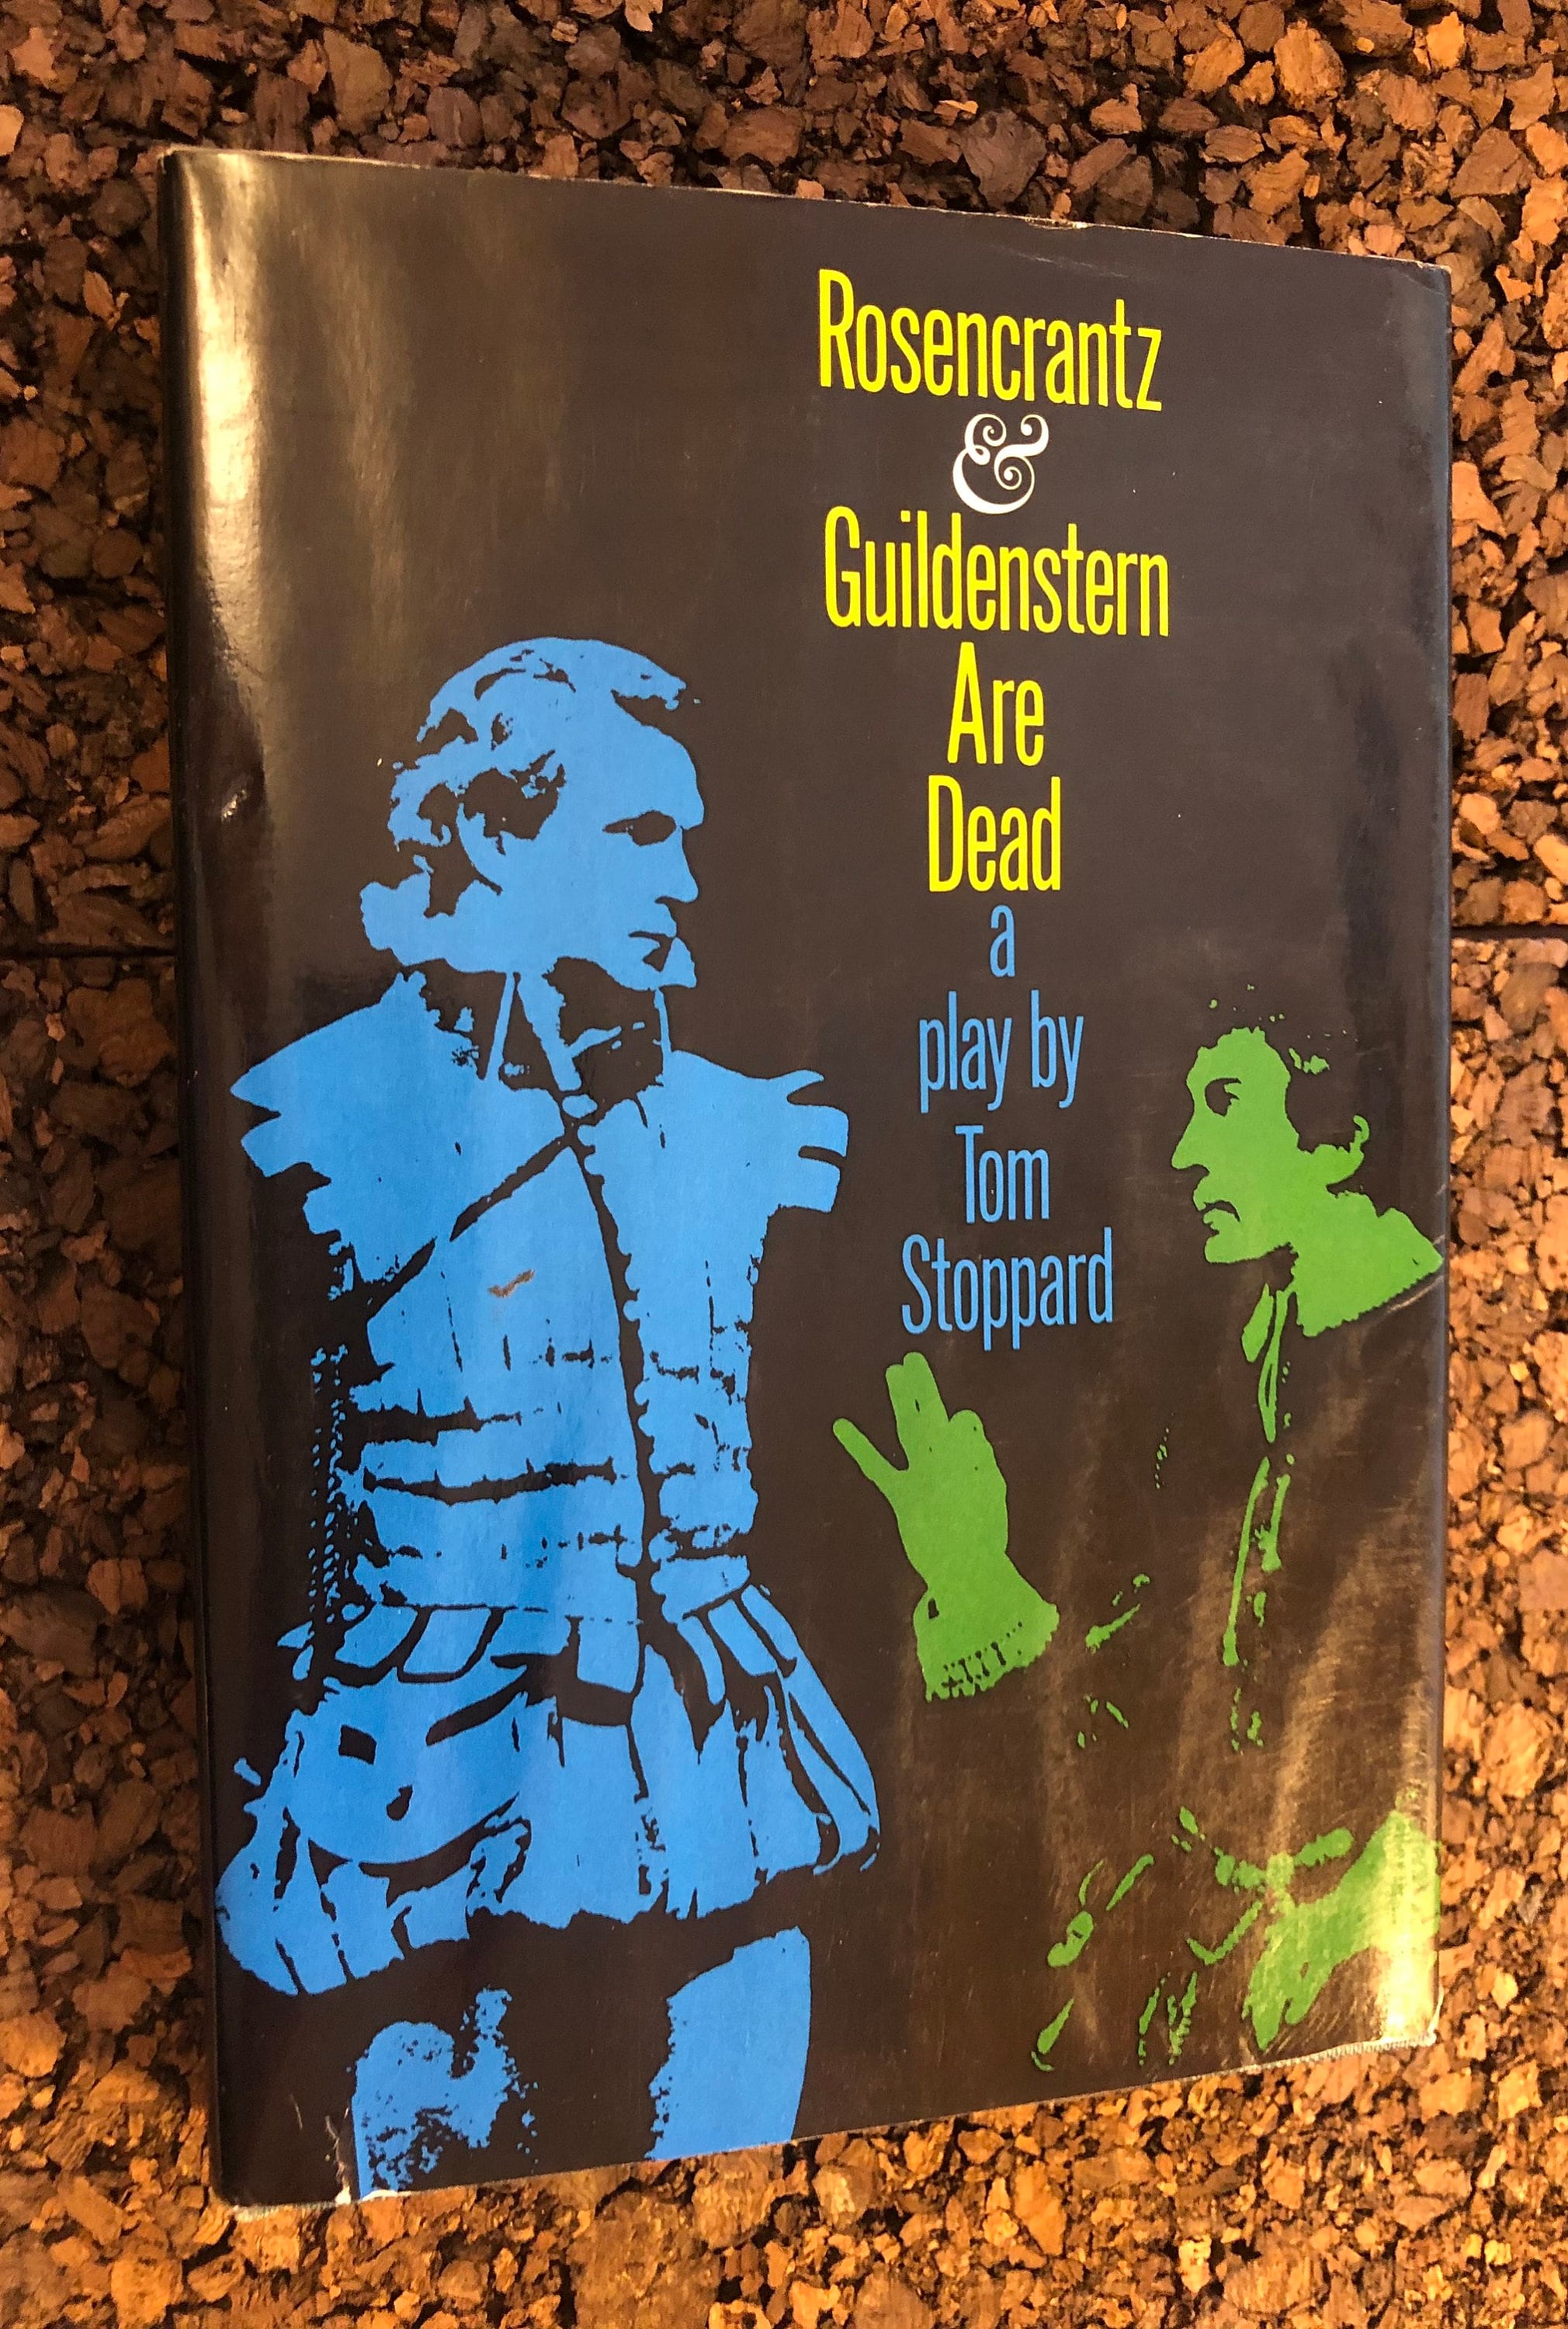 Rosencrantz
&
Guildenstern
Are
Dead
a
play by
Tom
Stoppard